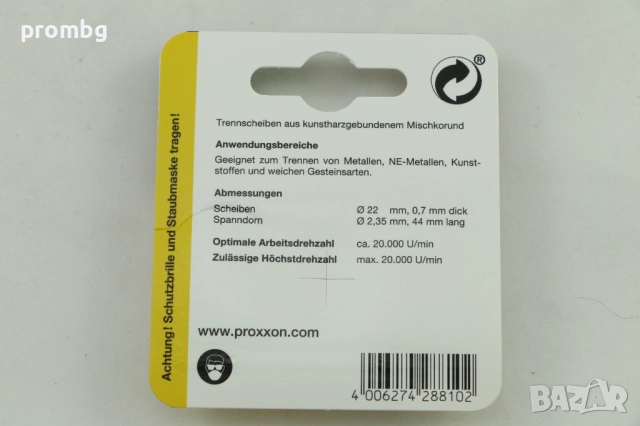 prombg
®
Trennscheiben aus kunstharzgebundenem Mischkorund
Anwendungsbereiche
Geeignet zum Trennen von Metallen, NE-Metallen, Kunst-
stoffen und weichen Gesteinsarten.
Abmessungen
Scheiben Ø 22 mm, 0,7 mm dick
Spanndorn Ø 2,35 mm, 44 mm lang
Optimale Arbeitsdrehzahl ca. 20.000 U/min
Zulässige Höchstdrehzahl max. 20.000 U/min
www.proxxon.com
Achtung! Schutzbrille und Staubmaske tragen!
4 006274 288102
BAZAR